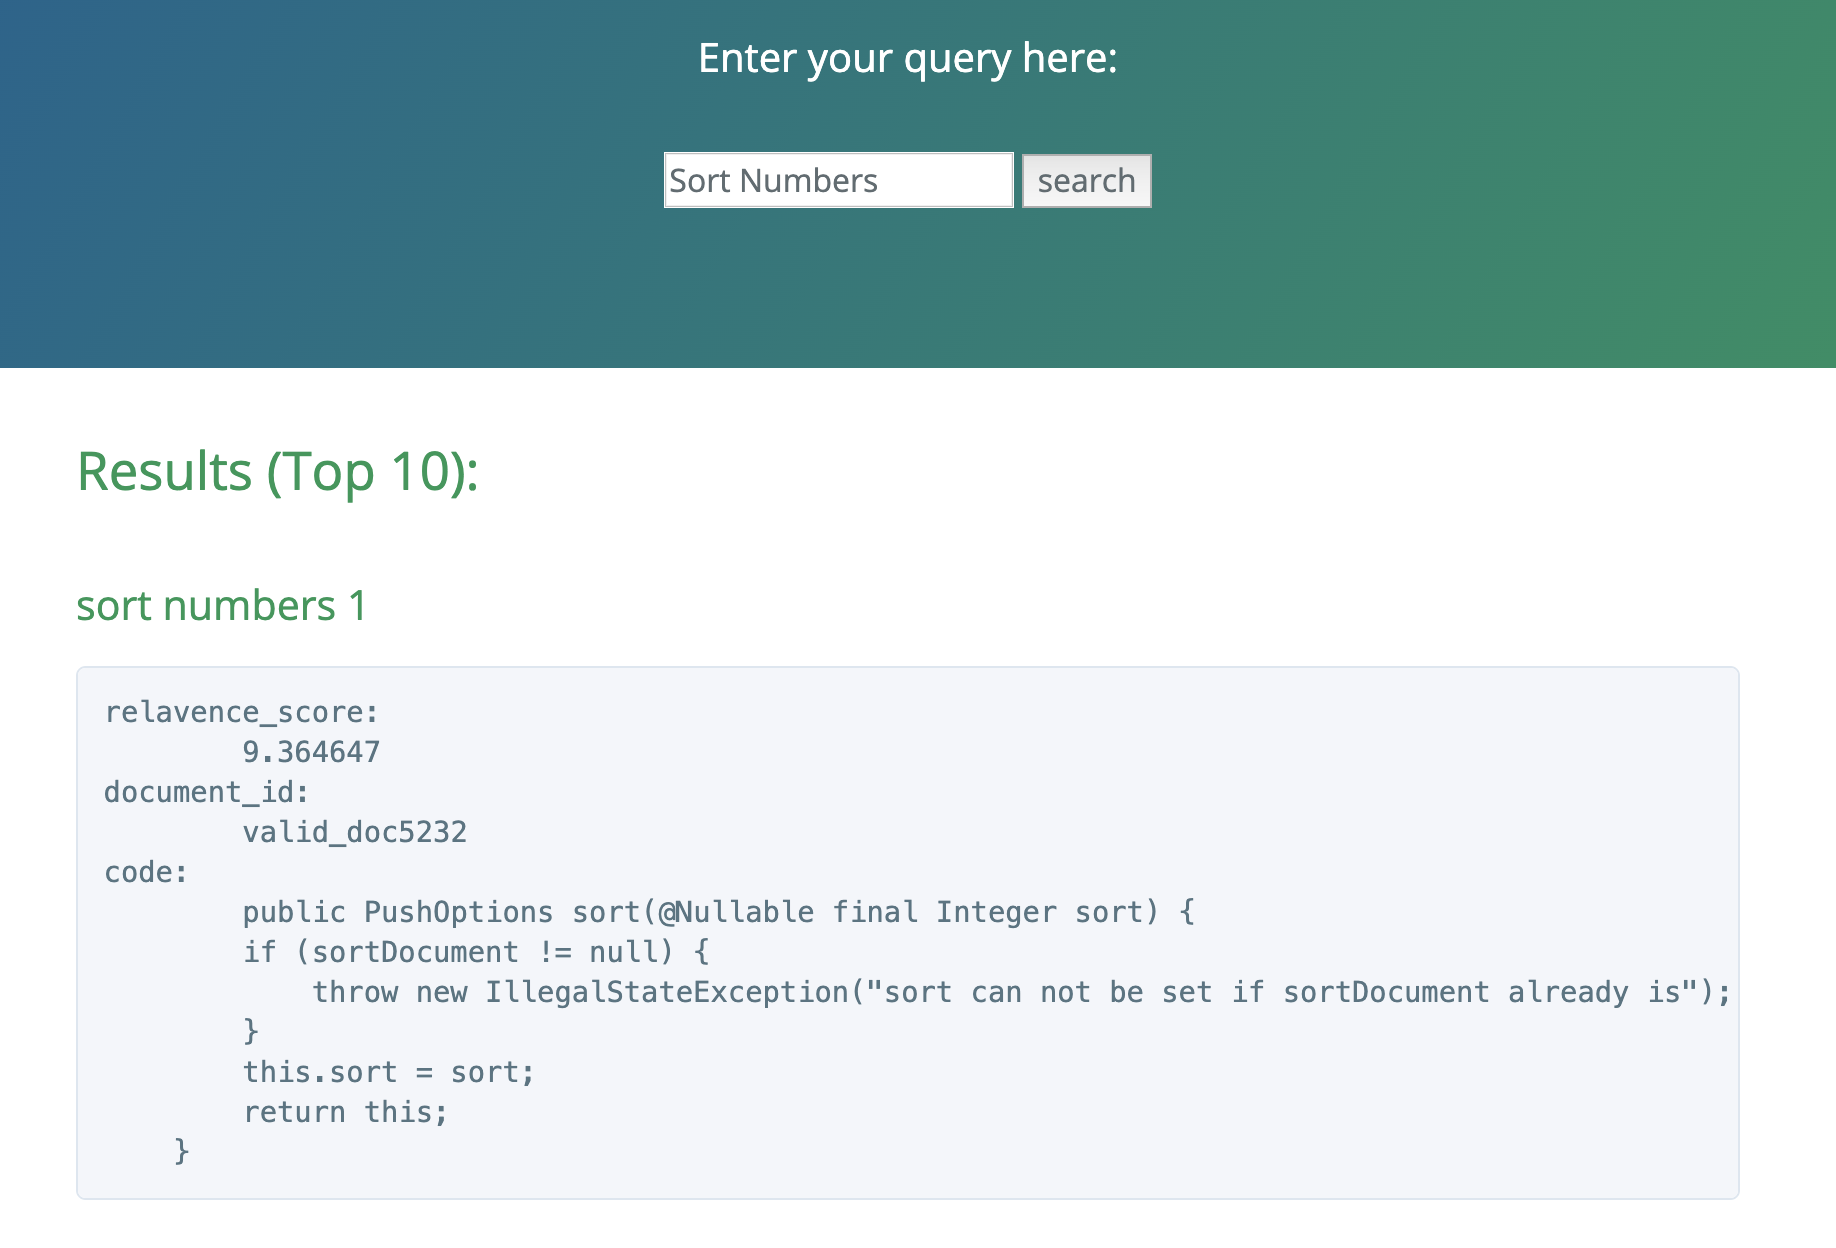 Enter your query here:
Sort Numbers search
Results (Top 10):
sort numbers 1
relavence_score:
        9.364647
document_id:
        valid_doc5232
code:
        public PushOptions sort(@Nullable final Integer sort) {
        if (sortDocument != null) {
            throw new IllegalStateException("sort can not be set if sortDocument already is");
        }
        this.sort = sort;
        return this;
    }